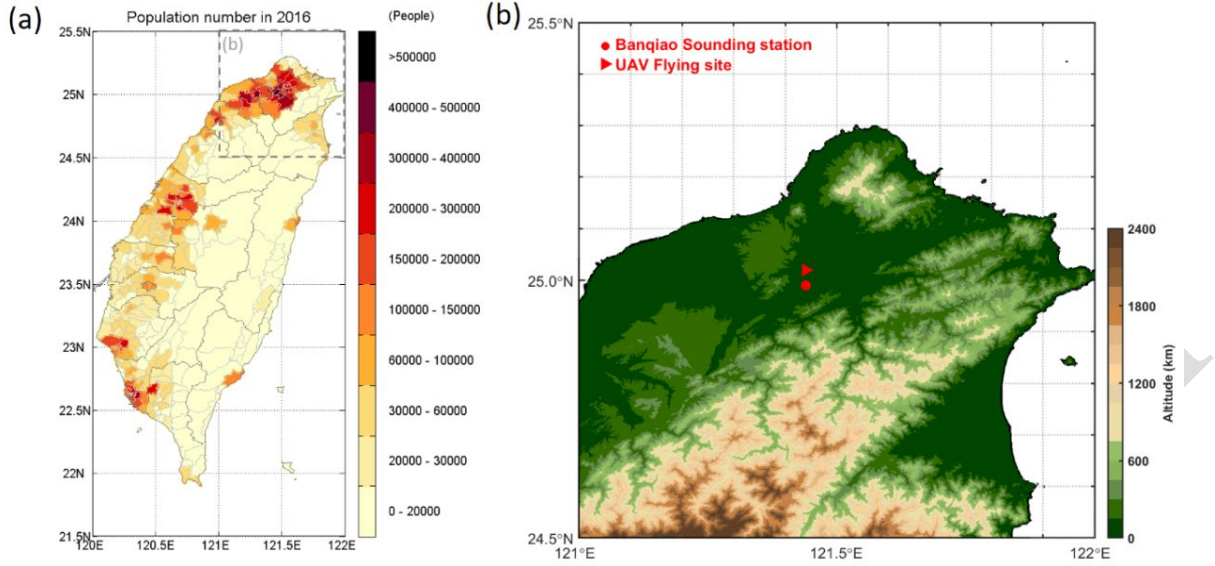 (a)
Population number in 2016
(People)
25.5N
25N
24.5N
24N
23.5N
23N
22.5N
22N
21.5N
120E
120.5E
121E
121.5E
122E
(b)
>500000
400000 - 500000
300000 - 400000
200000 - 300000
150000 - 200000
100000 - 150000
60000 - 100000
30000 - 60000
20000 - 30000
0 - 20000
(b)
25.5°N
25.0°N
24.5°N
121°E
121.5°E
122°E
Banqiao Sounding station
UAV Flying site
2400
1800
1200
600
0
Altitude (km)